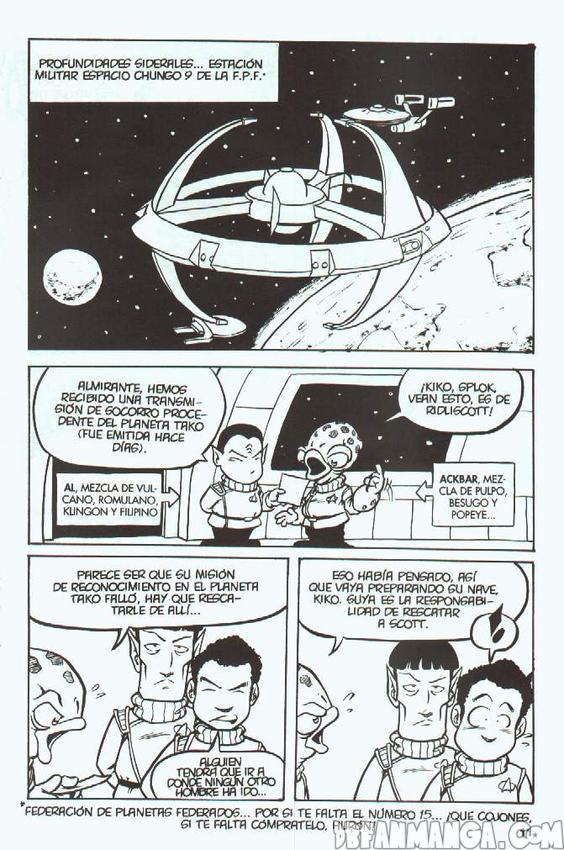 PROFUNDIDADES SIDERALES... ESTACIÓN
MILITAR ESPACIO CHUNGO 9 DE LA F.P.F.*
ALMIRANTE, HEMOS
RECIBIDO UNA TRANSMI-
SIÓN DE SOCORRO PROCE-
DENTE DEL PLANETA TAKO
(FUE EMITIDA HACE
DÍAS).
¡KIKO, SPLOK,
VEAN ESTO, ES DE
RIDLISCOTT!
AI, MEZCLA DE VUL-
CANO, ROMULANO,
KLINGON Y FILIPINO
ACKBAR, MEZ-
CLA DE PULPO,
BESUGO Y
POPEYE...
PARECE SER QUE SU MISIÓN
DE RECONOCIMIENTO EN EL PLANETA
TAKO FALLÓ, HAY QUE RESCA-
TARLE DE ALLÍ...
ALGUIEN
TENDRÁ QUE IR A
DONDE NINGÚN OTRO
HOMBRE HA IDO...
ESO HABÍA PENSADO, ASÍ
QUE VAYA PREPARANDO SU NAVE,
KIKO. SUYA ES LA RESPONSABI-
LIDAD DE RESCATAR
A SCOTT.
!
*FEDERACIÓN DE PLANETAS FEDERADOS... POR SI TE FALTA EL NÚMERO 15... ¡QUE COJONES,
SI TE FALTA CÓMPRATELO,
11
DBFANMANGA.COM